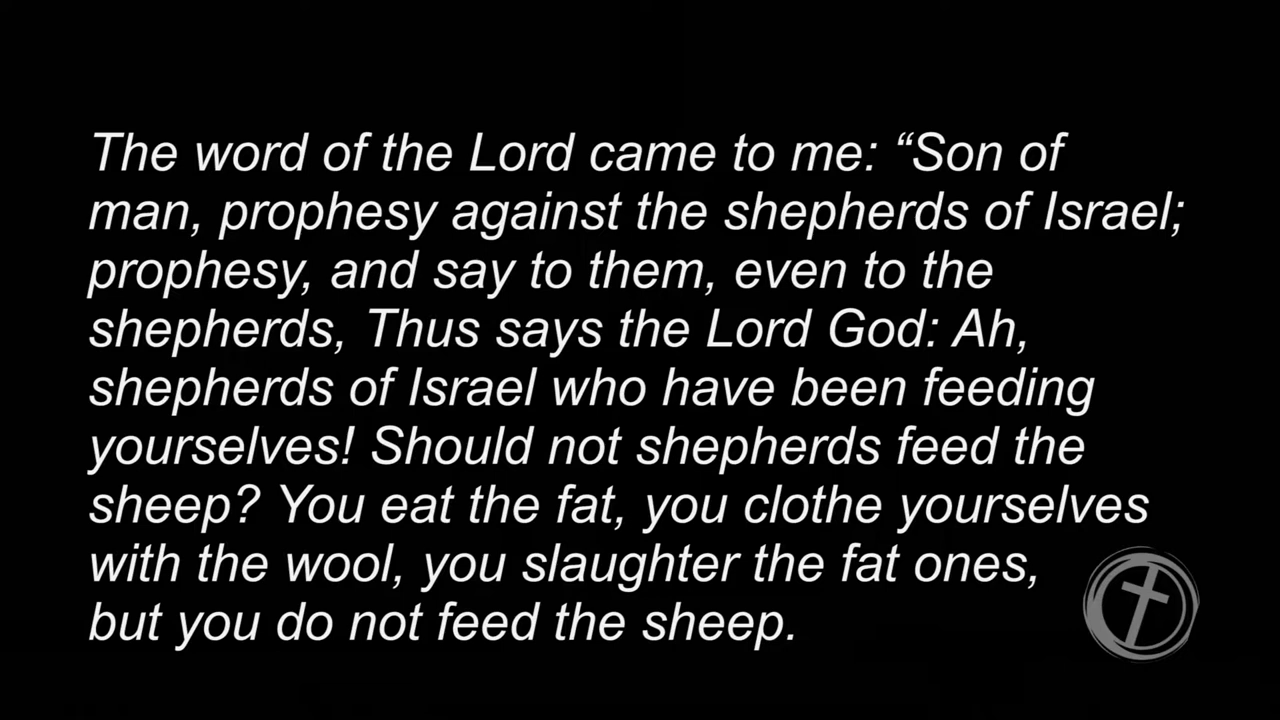 The word of the Lord came to me: “Son of
man, prophesy against the shepherds of Israel;
prophesy, and say to them, even to the
shepherds, Thus says the Lord God: Ah,
shepherds of Israel who have been feeding
yourselves! Should not shepherds feed the
sheep? You eat the fat, you clothe yourselves
with the wool, you slaughter the fat ones,
but you do not feed the sheep.